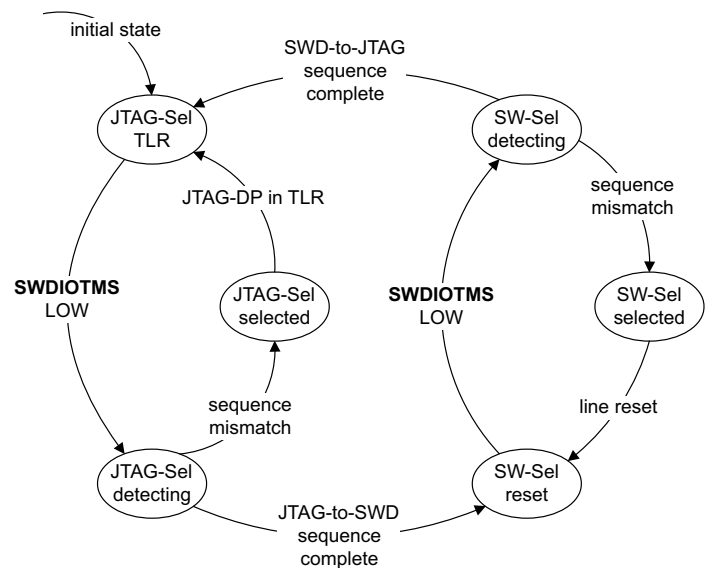 initial state
SWD-to-JTAG
sequence
complete
JTAG-Sel
TLR
SW-Sel
detecting
JTAG-DP in TLR
sequence
mismatch
SWDIOTMS
LOW
JTAG-Sel
selected
SWDIOTMS
LOW
SW-Sel
selected
sequence
mismatch
line reset
JTAG-Sel
detecting
JTAG-to-SWD
sequence
complete
SW-Sel
reset